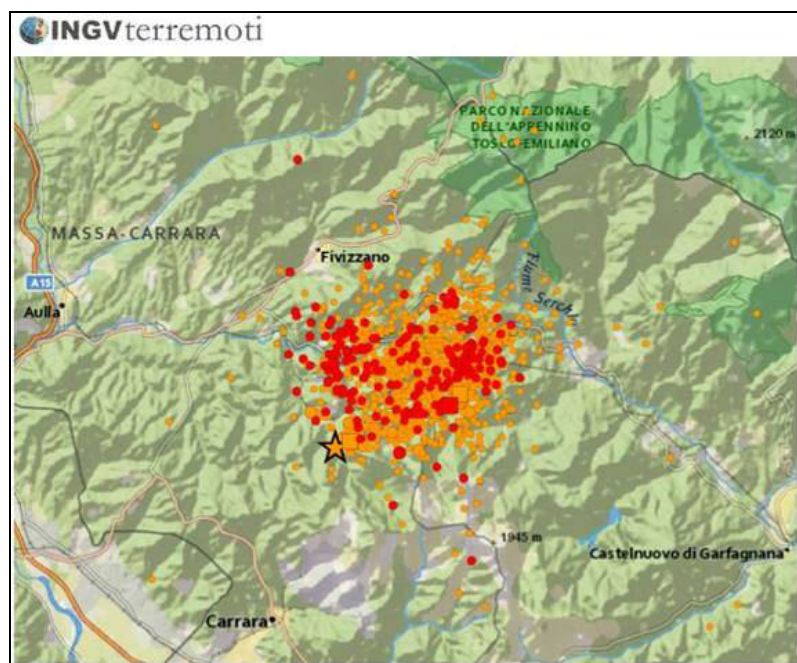 INGVterremoti
PARCO NAZIONALE
DELL'APPENNINO
TOSCO-EMILIANO
2120 m
MASSA-CARRARA
Fivizzano
A15
Fiume Serchio
Aulla
1945 m
Castelnuovo di Garfagnana
Carrara